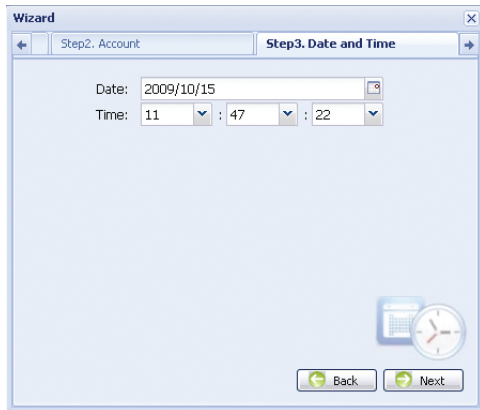 Wizard
Step2. Account
Step3. Date and Time
Date: 2009/10/15
Time: 11 : 47 : 22
Back
Next